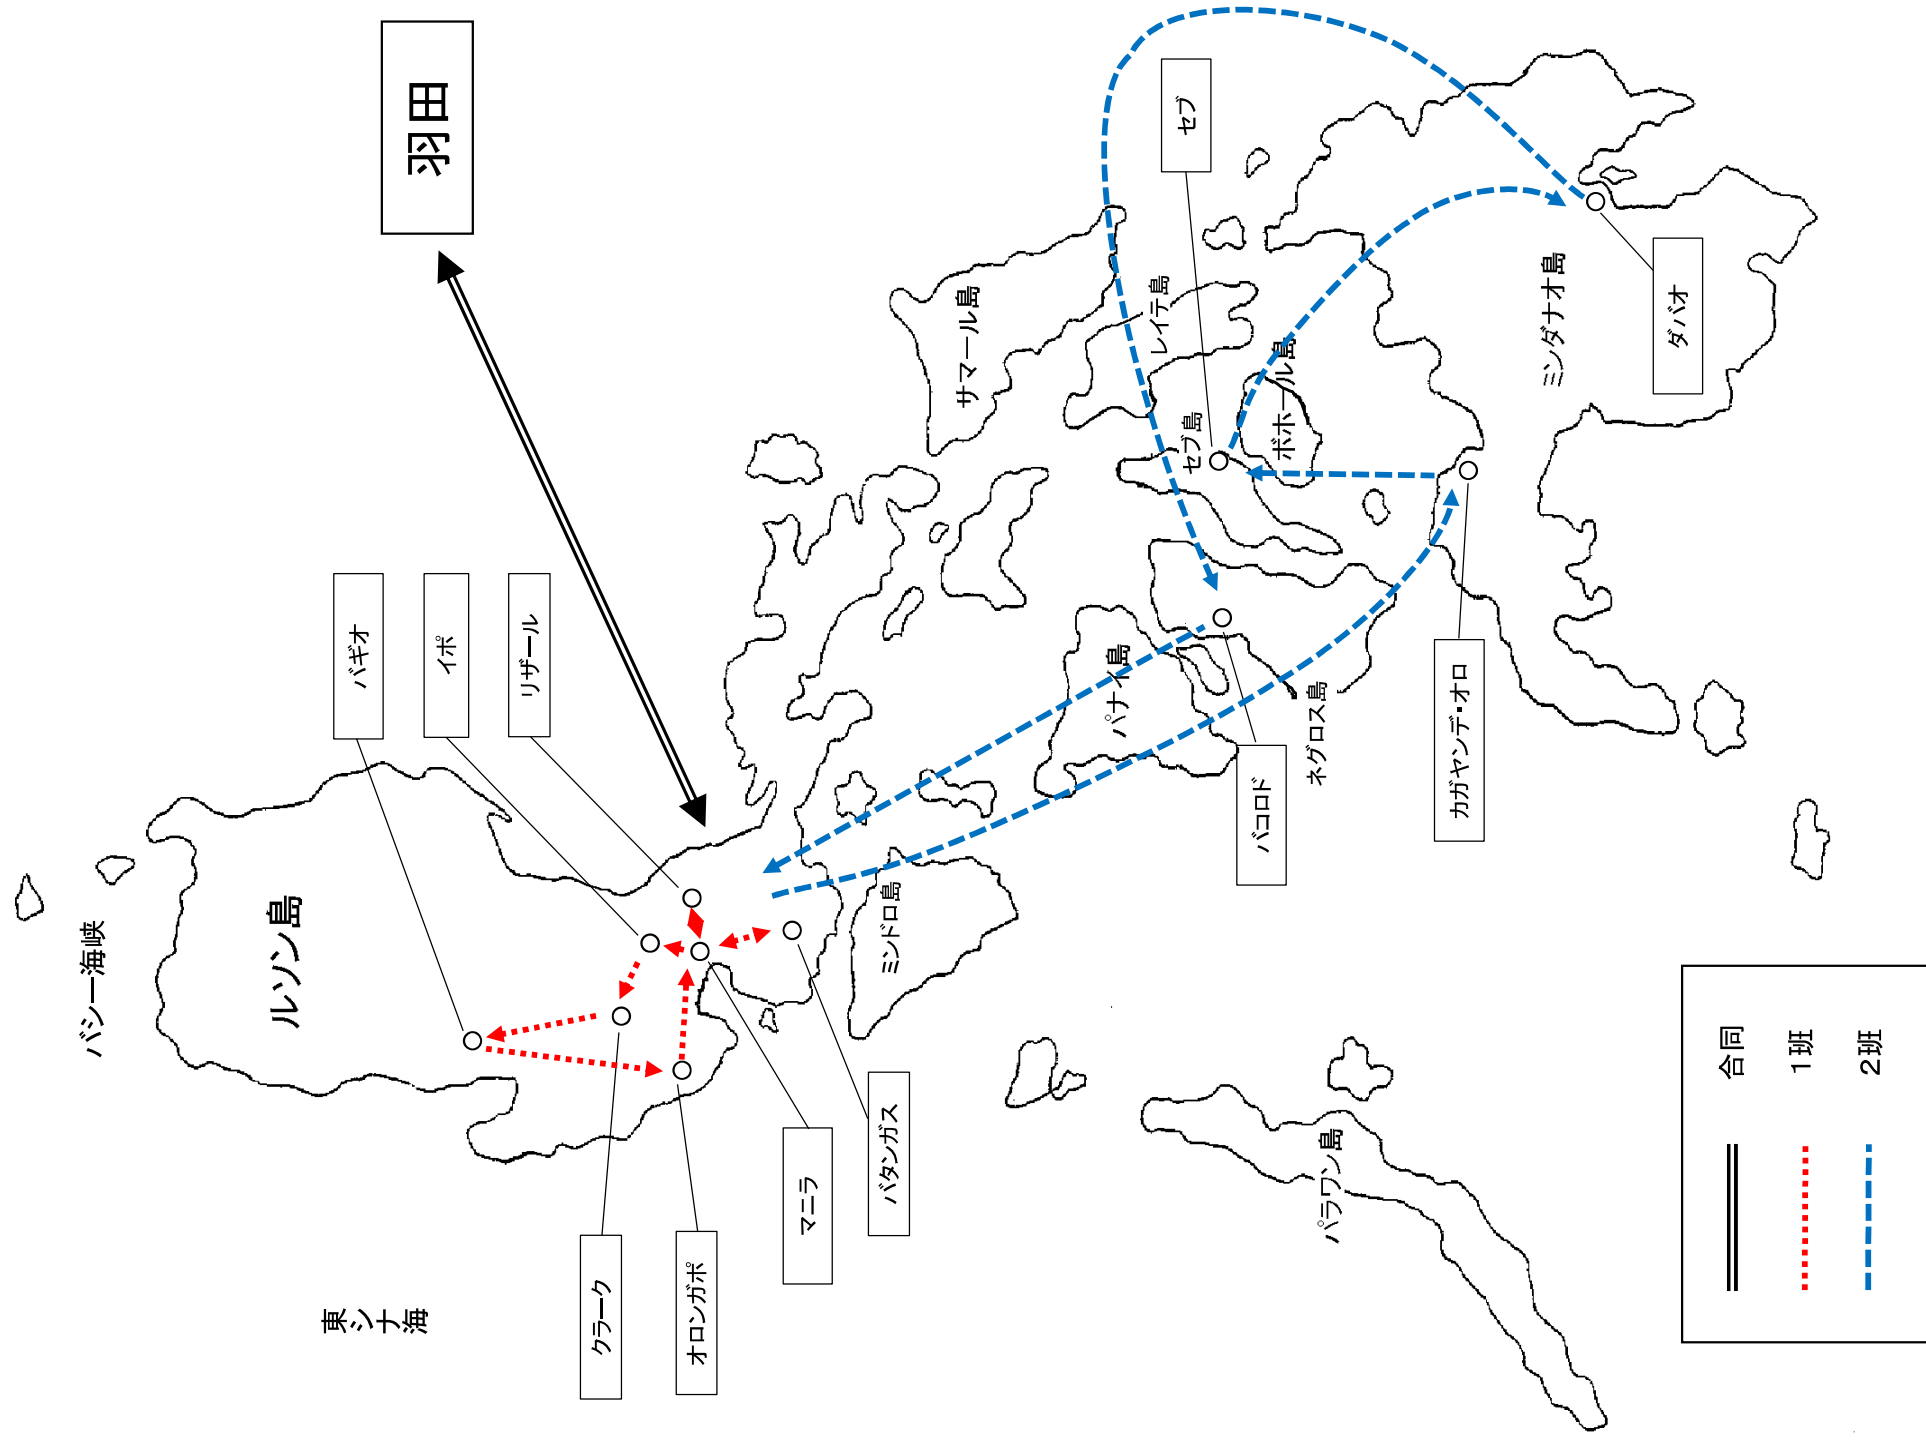 羽田
バシー海峡
ルソン島
東シナ海
バギオ
イポ
リザール
クラーク
オロンガポ
マニラ
バタンガス
ミンドロ島
サマール島
レイテ島
セブ
セブ島
ボホール島
パナイ島
ネグロス島
バコロド
カガヤンデ・オロ
ミンダナオ島
ダバオ
パラワン島
合同
1班
2班